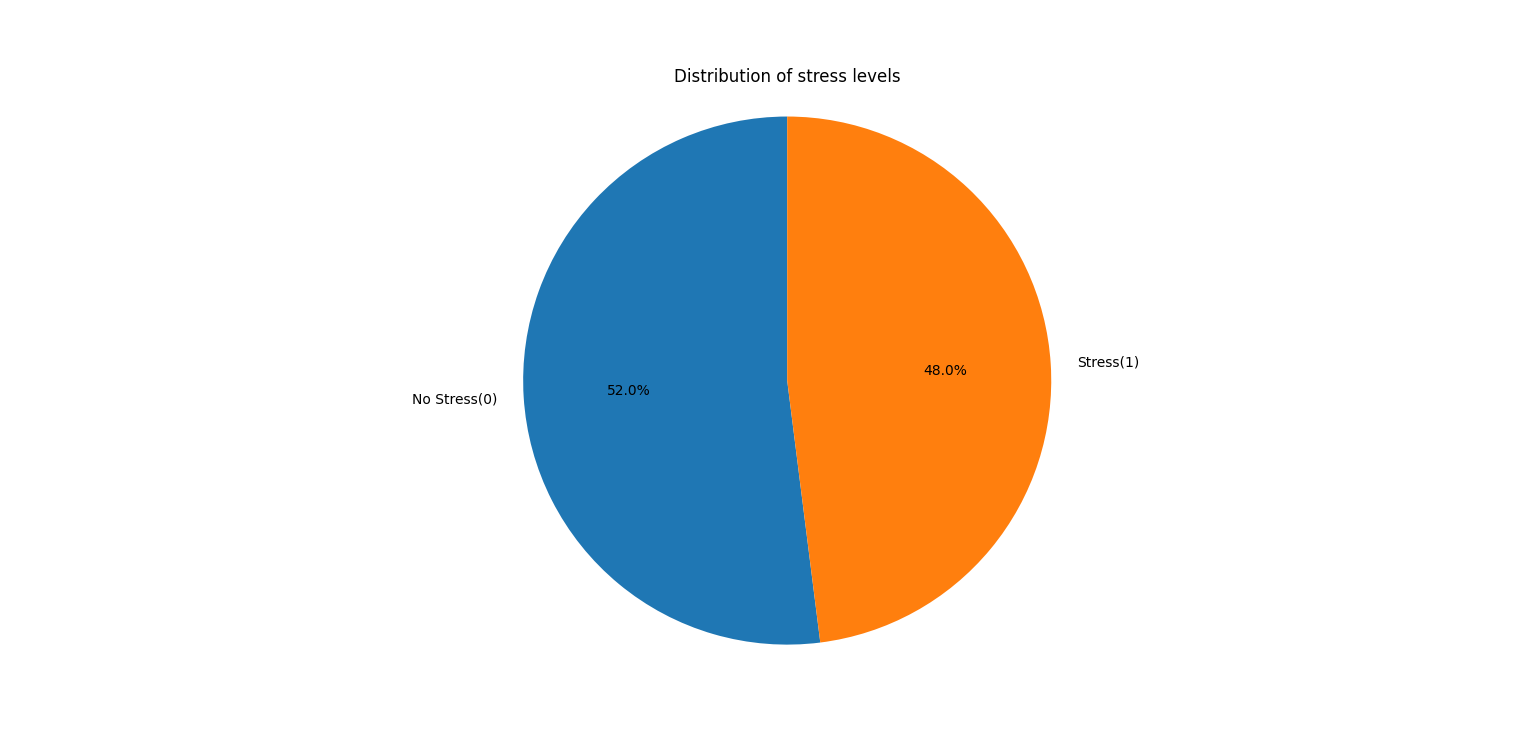 Distribution of stress levels
48.0%
Stress(1)
52.0%
No Stress(0)